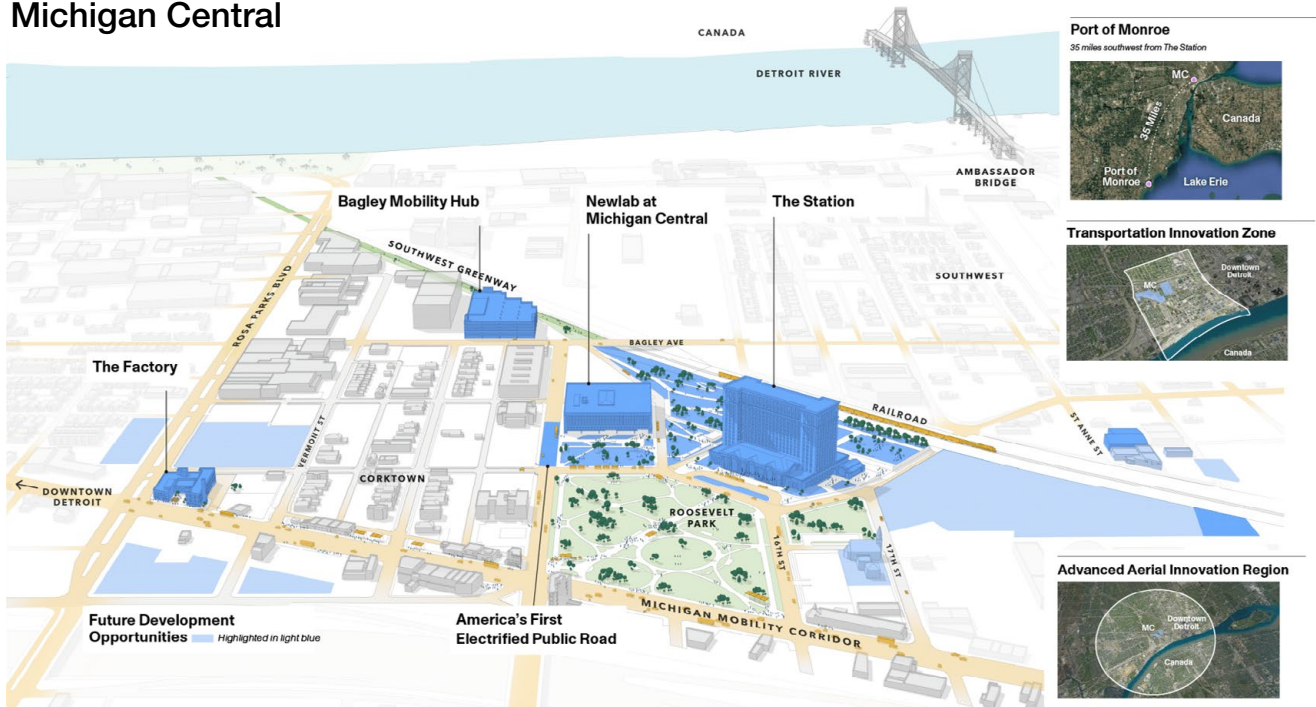 Michigan Central
CANADA
DETROIT RIVER
AMBASSADOR
BRIDGE
Bagley Mobility Hub
Newlab at
Michigan Central
The Station
SOUTHWEST GREENWAY
SOUTHWEST
ROSA PARKS BLVD
BAGLEY AVE
The Factory
RAILROAD
ST ANNE ST
VERMONT ST
CORKTOWN
DOWNTOWN
DETROIT
ROOSEVELT
PARK
16TH ST
17TH ST
MICHIGAN MOBILITY CORRIDOR
Future Development
Opportunities
Highlighted in light blue
America's First
Electrified Public Road
Port of Monroe
35 miles southwest from The Station
MC
35 Miles
Canada
Port of
Monroe
Lake Erie
Transportation Innovation Zone
Downtown
Detroit
MC
Canada
Advanced Aerial Innovation Region
MC
Downtown
Detroit
Canada